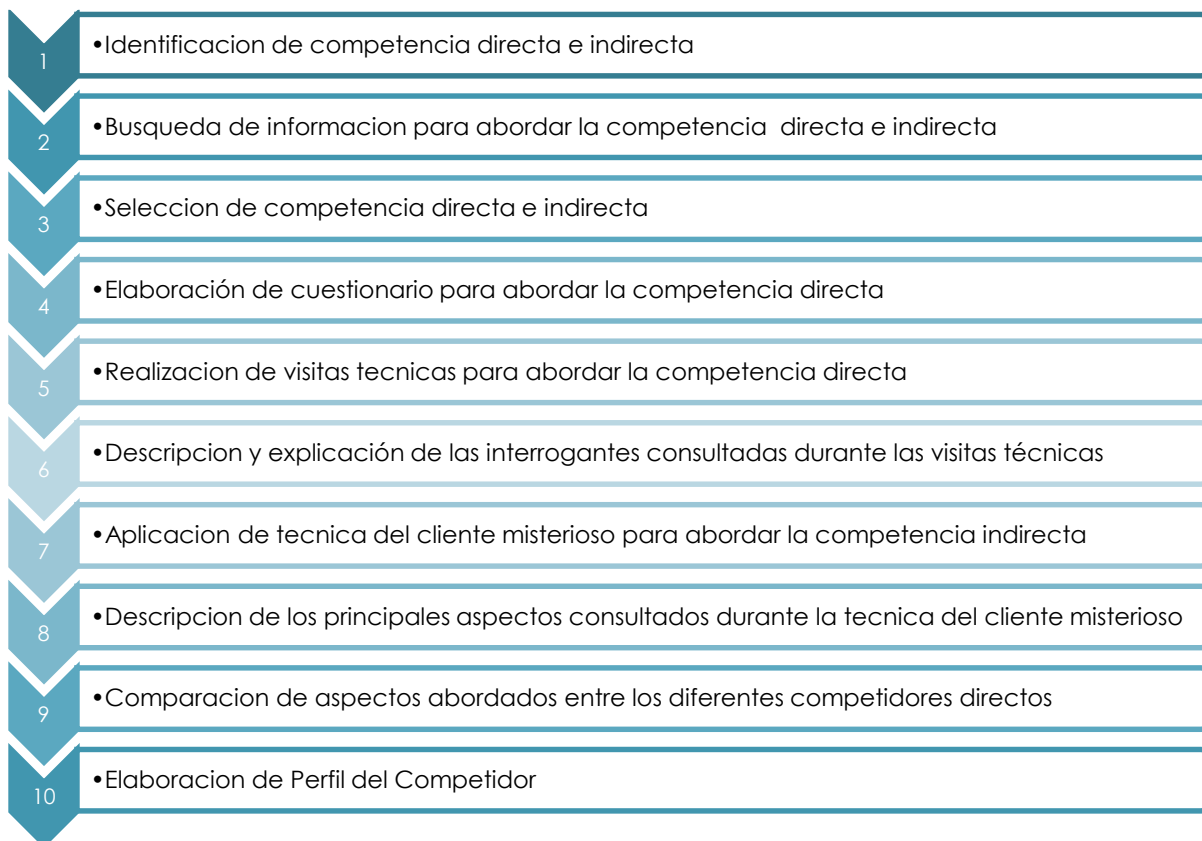 1
•Identificacion de competencia directa e indirecta
2
•Busqueda de informacion para abordar la competencia directa e indirecta
3
•Seleccion de competencia directa e indirecta
4
•Elaboración de cuestionario para abordar la competencia directa
5
•Realizacion de visitas tecnicas para abordar la competencia directa
6
•Descripcion y explicación de las interrogantes consultadas durante las visitas técnicas
7
•Aplicacion de tecnica del cliente misterioso para abordar la competencia indirecta
8
•Descripcion de los principales aspectos consultados durante la tecnica del cliente misterioso
9
•Comparacion de aspectos abordados entre los diferentes competidores directos
10
•Elaboracion de Perfil del Competidor